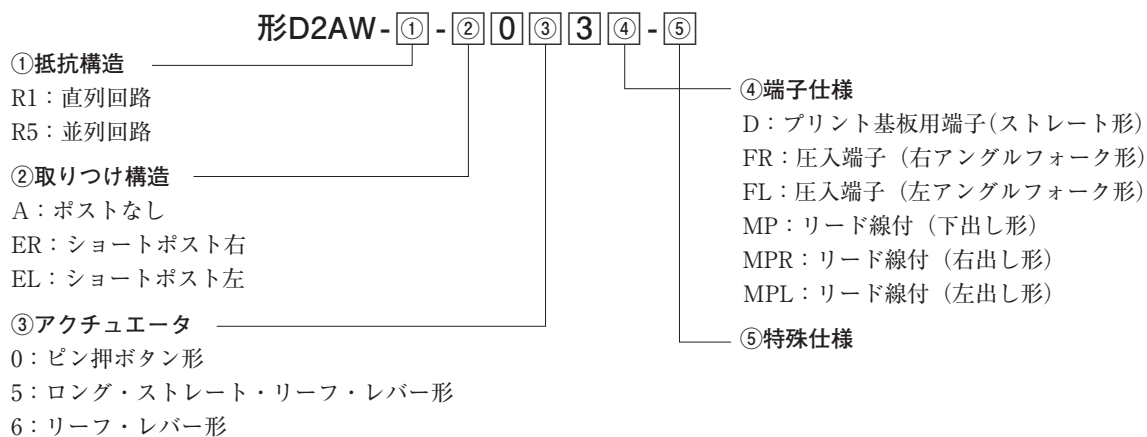 形D2AW-①-②0③3④-⑤
①抵抗構造
R1：直列回路
R5：並列回路
②取りつけ構造
A：ポストなし
ER：ショートポスト右
EL：ショートポスト左
③アクチュエータ
0：ピン押ボタン形
5：ロング・ストレート・リーフ・レバー形
6：リーフ・レバー形
④端子仕様
D：プリント基板用端子（ストレート形）
FR：圧入端子（右アングルフォーク形）
FL：圧入端子（左アングルフォーク形）
MP：リード線付（下出し形）
MPR：リード線付（右出し形）
MPL：リード線付（左出し形）
⑤特殊仕様